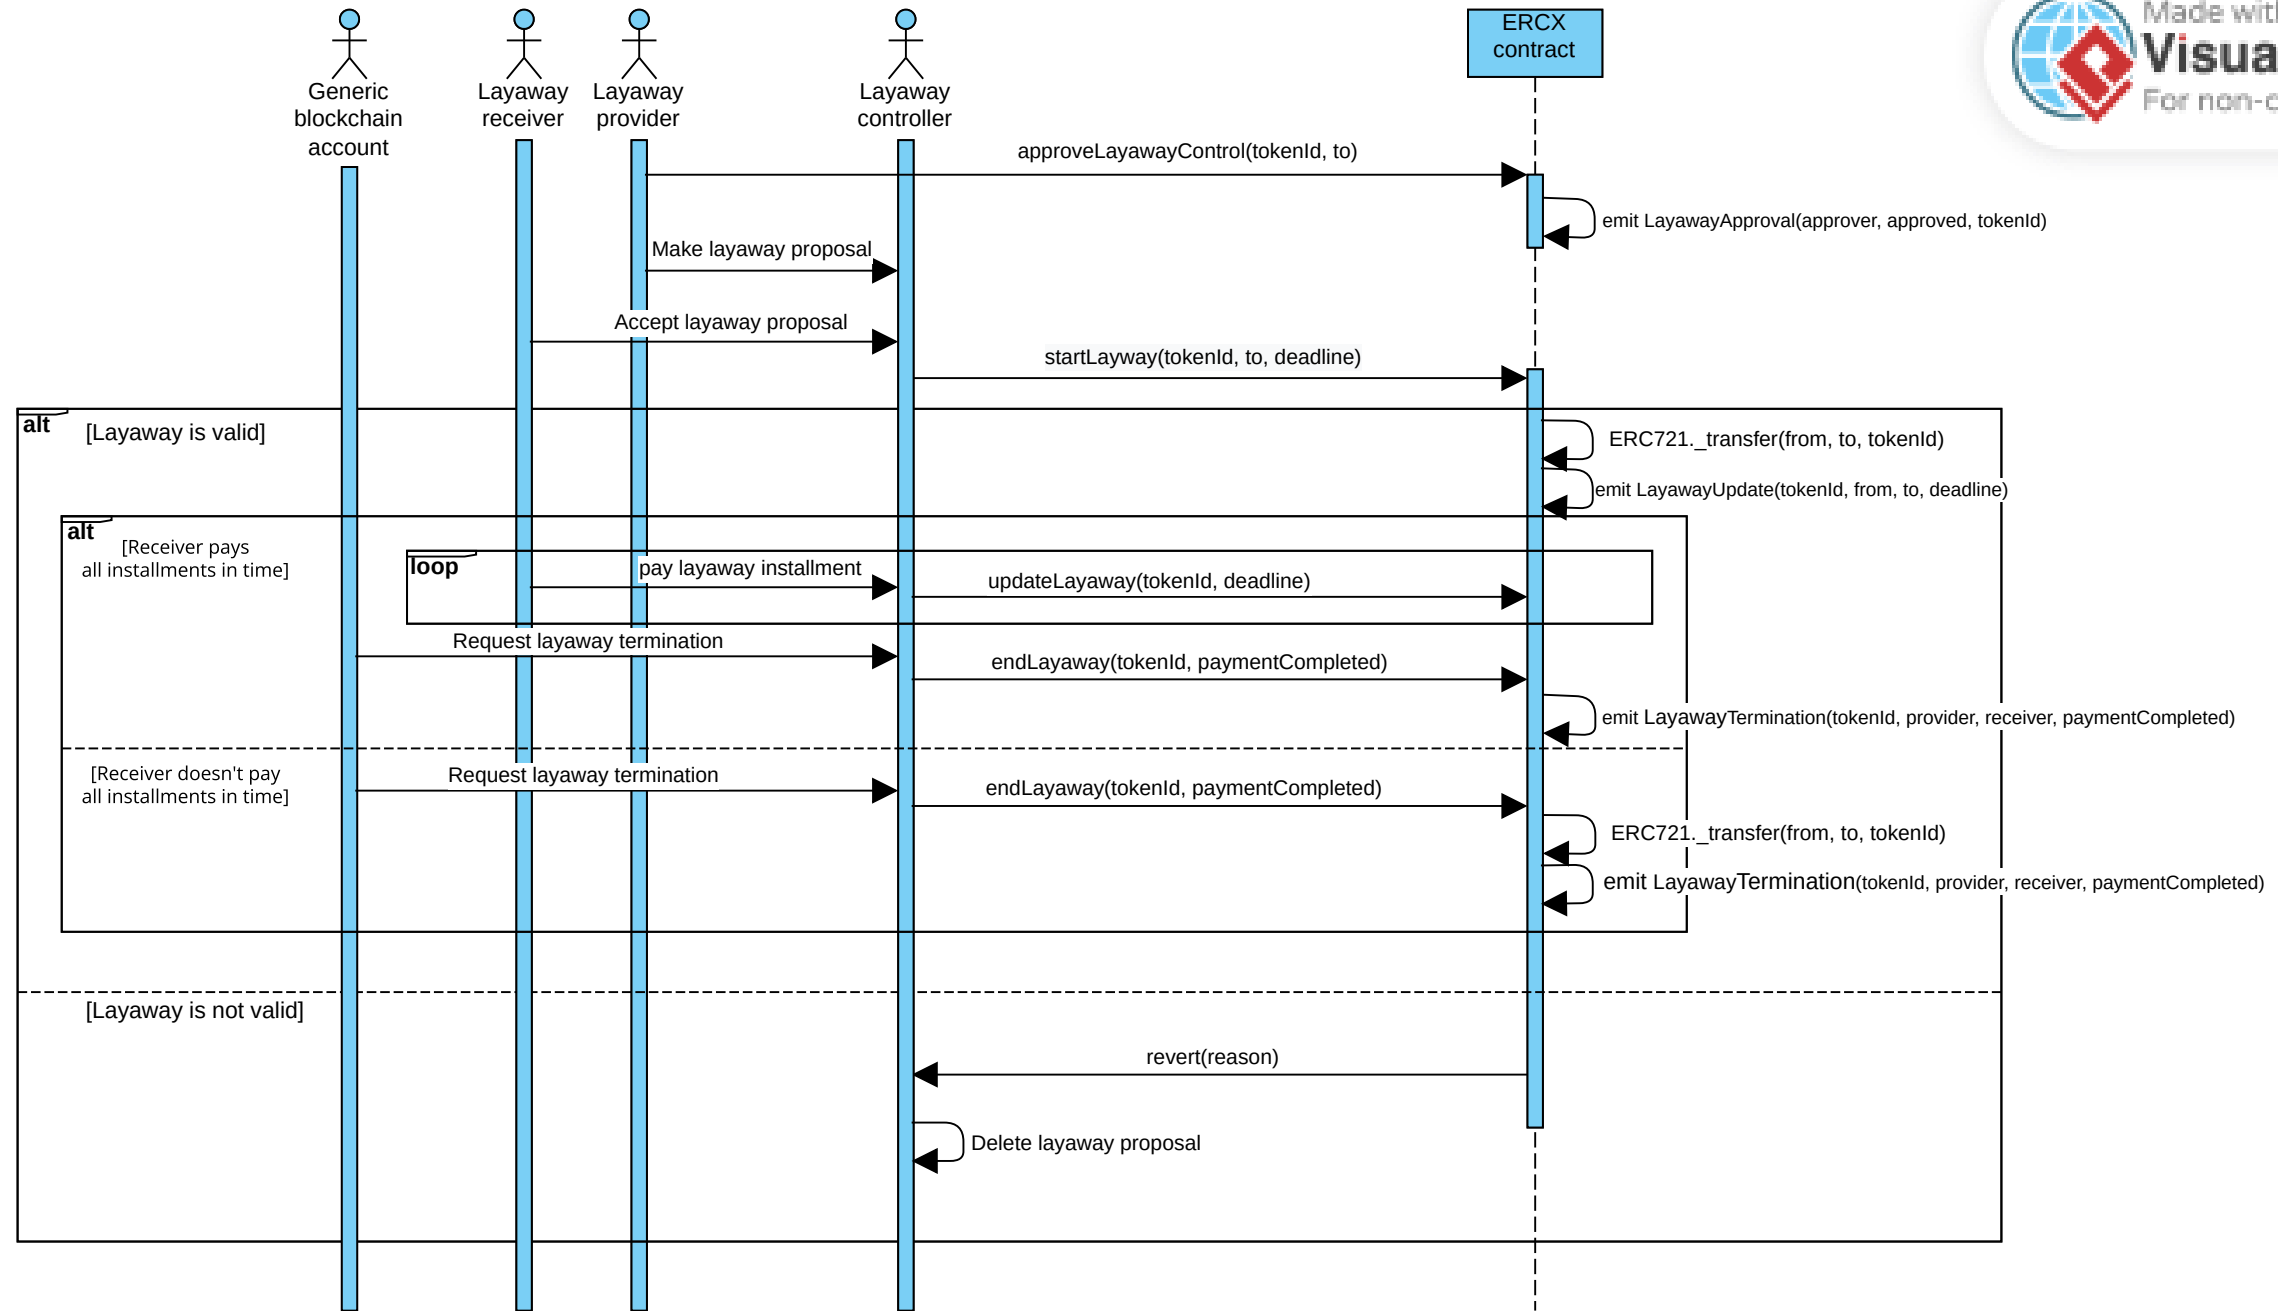 Generic
blockchain
account
Layaway
receiver
Layaway
provider
Layaway
controller
ERCX
contract
Made with
Visua
For non-c
approveLayawayControl(tokenId, to)
emit LayawayApproval(approver, approved, tokenId)
Make layaway proposal
Accept layaway proposal
startLayway(tokenId, to, deadline)
alt
[Layaway is valid]
ERC721._transfer(from, to, tokenId)
emit LayawayUpdate(tokenId, from, to, deadline)
alt
[Receiver pays
all installments in time]
loop
pay layaway installment
updateLayaway(tokenId, deadline)
Request layaway termination
endLayaway(tokenId, paymentCompleted)
emit LayawayTermination(tokenId, provider, receiver, paymentCompleted)
[Receiver doesn't pay
all installments in time]
Request layaway termination
endLayaway(tokenId, paymentCompleted)
ERC721._transfer(from, to, tokenId)
emit LayawayTermination(tokenId, provider, receiver, paymentCompleted)
[Layaway is not valid]
revert(reason)
Delete layaway proposal